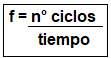 f = n° ciclos
tiempo